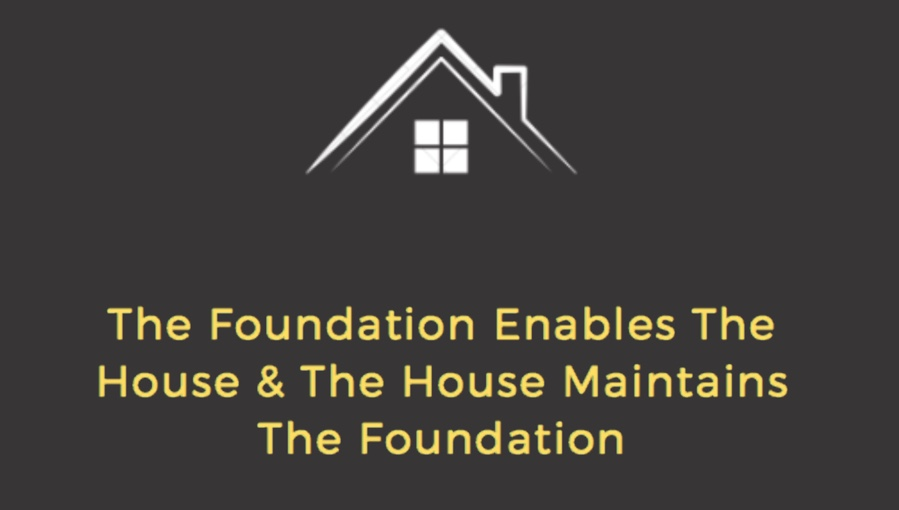 The Foundation Enables The
House & The House Maintains
The Foundation